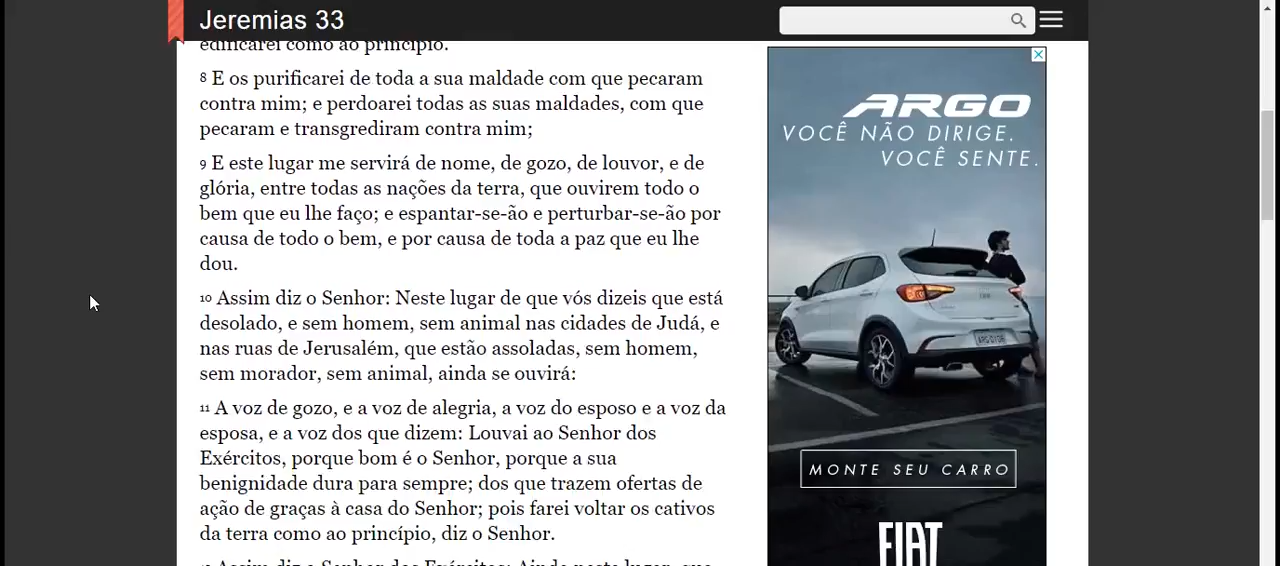 Jeremias 33
edificarei como ao princípio.
8 E os purificarei de toda a sua maldade com que pecaram
contra mim; e perdoarei todas as suas maldades, com que
pecaram e transgrediram contra mim;
9 E este lugar me servirá de nome, de gozo, de louvor, e de
glória, entre todas as nações da terra, que ouvirem todo o
bem que eu lhe faço; e espantar-se-ão e perturbar-se-ão por
causa de todo o bem, e por causa de toda a paz que eu lhe
dou.
10 Assim diz o Senhor: Neste lugar de que vós dizeis que está
desolado, e sem homem, sem animal nas cidades de Judá, e
nas ruas de Jerusalém, que estão assoladas, sem homem,
sem morador, sem animal, ainda se ouvirá:
11 A voz de gozo, e a voz de alegria, a voz do esposo e a voz da
esposa, e a voz dos que dizem: Louvai ao Senhor dos
Exércitos, porque bom é o Senhor, porque a sua
benignidade dura para sempre; dos que trazem ofertas de
ação de graças à casa do Senhor; pois farei voltar os cativos
da terra como ao princípio, diz o Senhor.
Assim diz o Senhor dos Exércitos: Ainda neste lugar, que
ARGO
VOCÊ NÃO DIRIGE.
VOCÊ SENTE.
MONTE SEU CARRO
FIAT